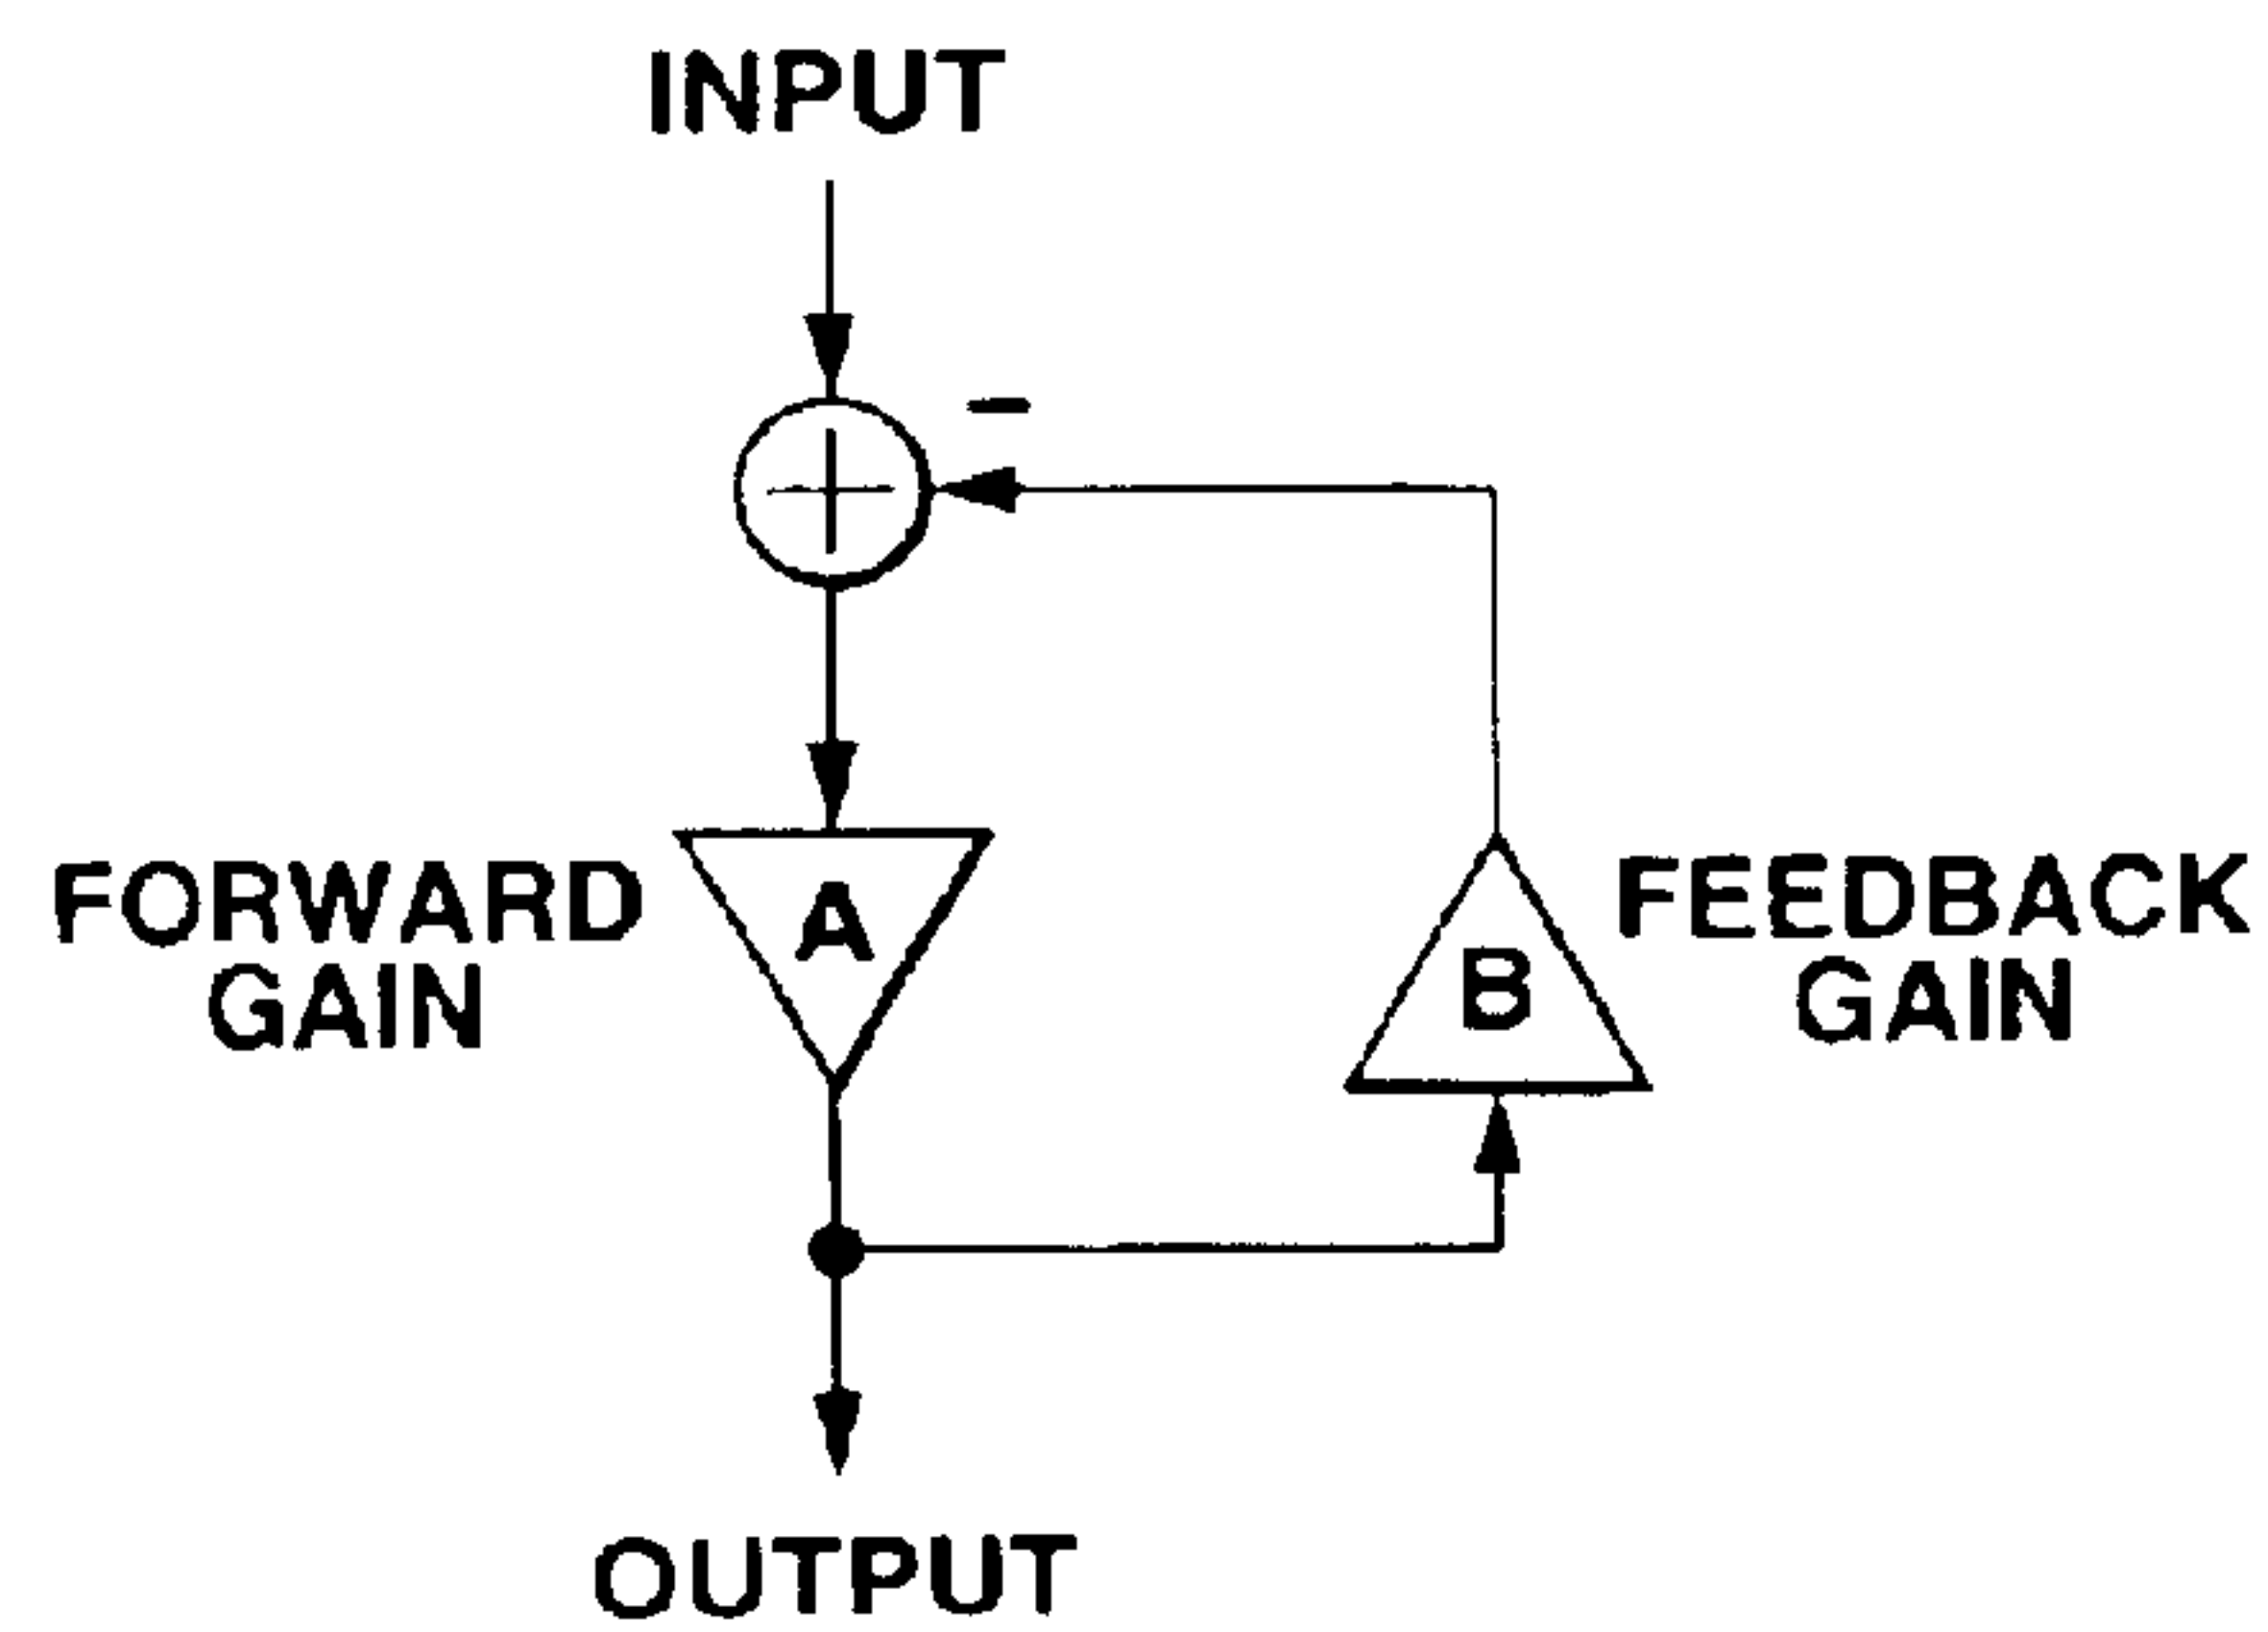 INPUT
−
FORWARD
GAIN
A
B
FEEDBACK
GAIN
OUTPUT